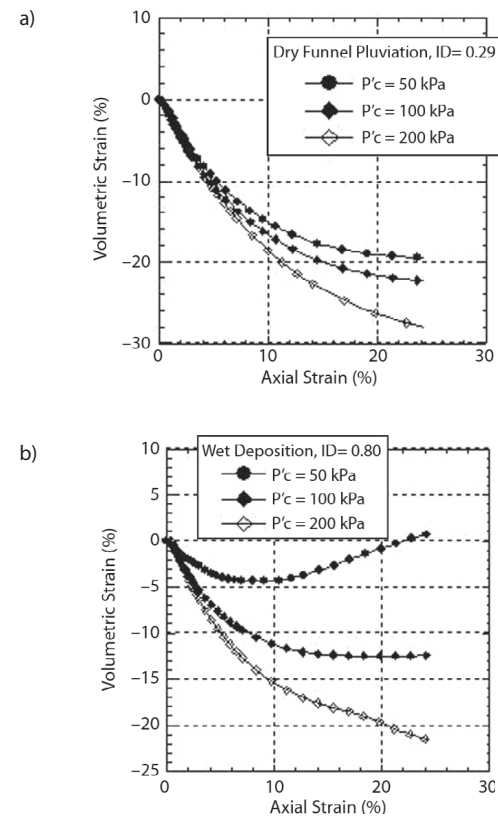 a)
10
0
−10
−20
−30
Volumetric Strain (%)
Dry Funnel Pluviation, ID= 0.29
P'c = 50 kPa
P'c = 100 kPa
P'c = 200 kPa
0 10 20 30
Axial Strain (%)
b)
10
5
0
−5
−10
−15
−20
−25
Volumetric Strain (%)
Wet Deposition, ID= 0.80
P'c = 50 kPa
P'c = 100 kPa
P'c = 200 kPa
0 10 20 30
Axial Strain (%)